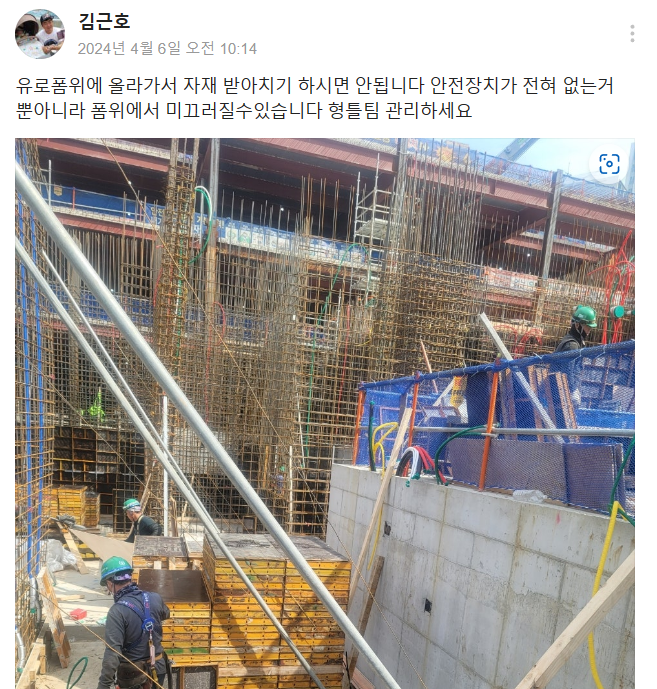 김근호
2024년 4월 6일 오전 10:14
유로폼위에 올라가서 자재 받아치기 하시면 안됩니다 안전장치가 전혀 없는거
뿐아니라 폼위에서 미끄러질수있습니다 형틀팀 관리하세요